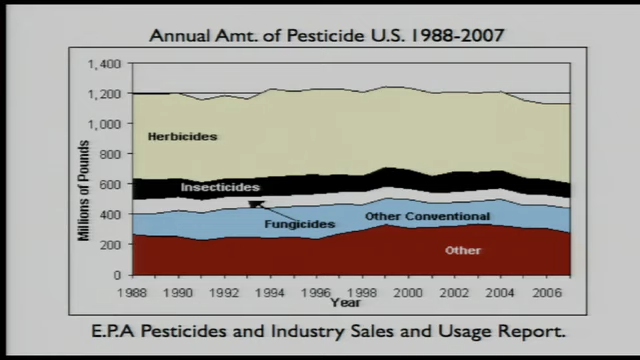 Annual Amt. of Pesticide U.S. 1988-2007
1,400
1,200
1,000
800
600
400
200
0
Millions of Pounds
Herbicides
Insecticides
Fungicides
Other Conventional
Other
1988 1990 1992 1994 1996 1998 2000 2002 2004 2006
Year
E.P.A Pesticides and Industry Sales and Usage Report.